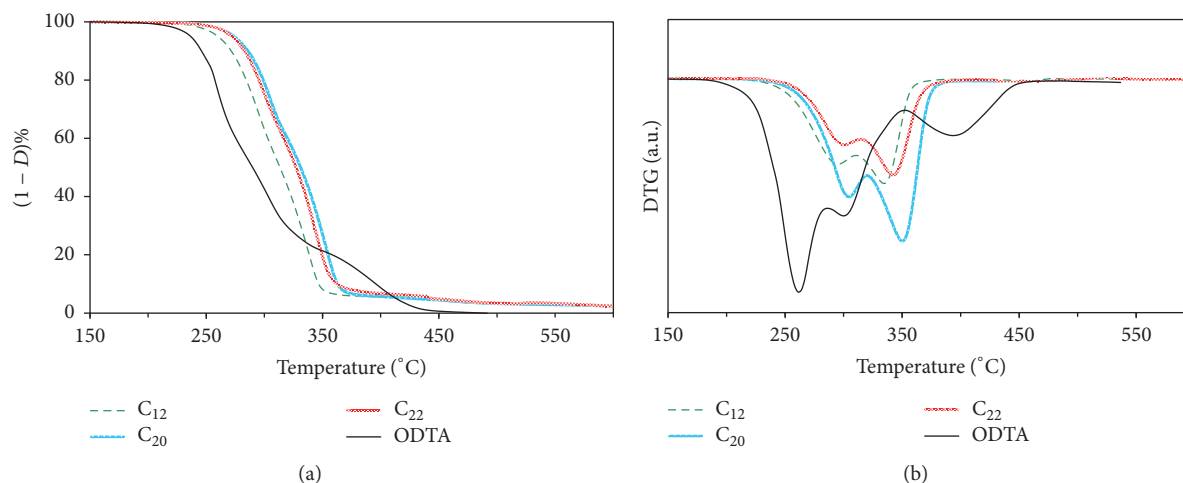 100
80
60
40
20
0
(1 − D)%
150 250 350 450 550
Temperature (˚C)
C₁₂
C₂₀
C₂₂
ODTA
(a)
DTG (a.u.)
150 250 350 450 550
Temperature (˚C)
C₁₂
C₂₀
C₂₂
ODTA
(b)